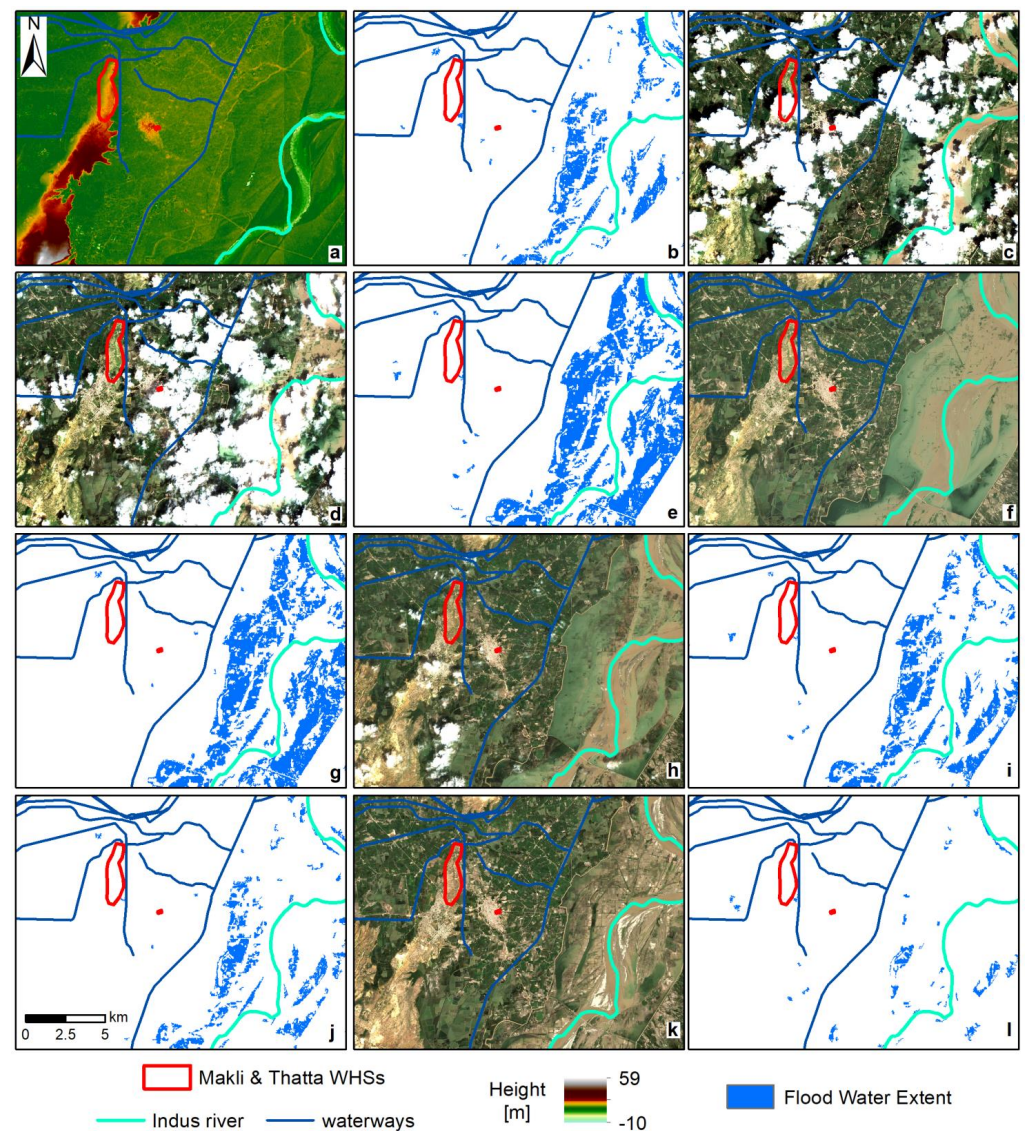 N
a
b
c
d
e
f
g
h
i
j
k
l
km
0 2.5 5
Makli & Thatta WHSs
Indus river
waterways
Height
[m]
59
-10
Flood Water Extent